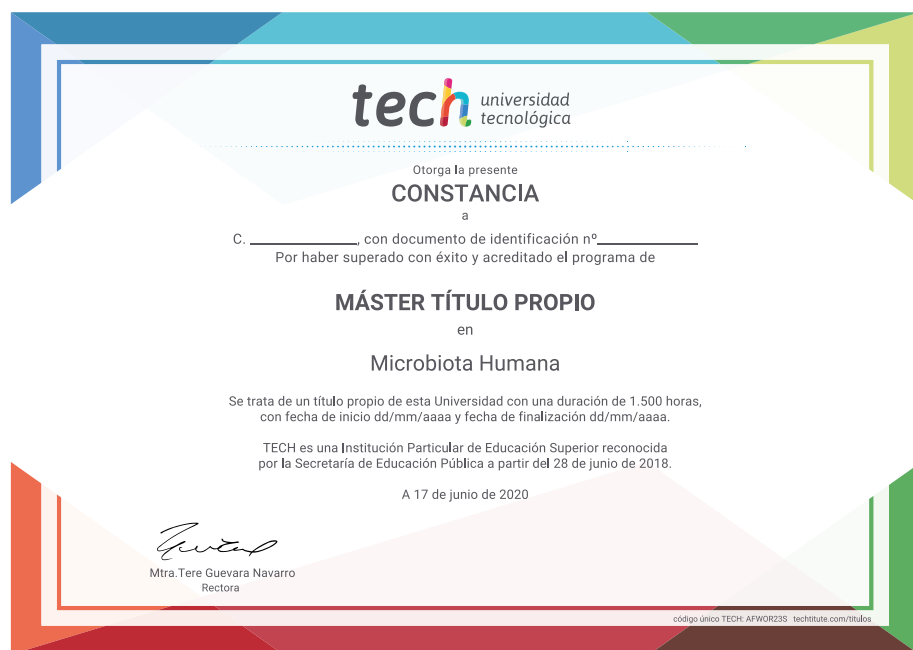 tech universidad
tecnológica
Otorga la presente
CONSTANCIA
a
C. ____________, con documento de identificación nº____________
Por haber superado con éxito y acreditado el programa de
MÁSTER TÍTULO PROPIO
en
Microbiota Humana
Se trata de un título propio de esta Universidad con una duración de 1.500 horas,
con fecha de inicio dd/mm/aaaa y fecha de finalización dd/mm/aaaa.
TECH es una Institución Particular de Educación Superior reconocida
por la Secretaría de Educación Pública a partir del 28 de junio de 2018.
A 17 de junio de 2020
Mtra.Tere Guevara Navarro
Rectora
código único TECH: AFWOR23S techtitute.com/titulos